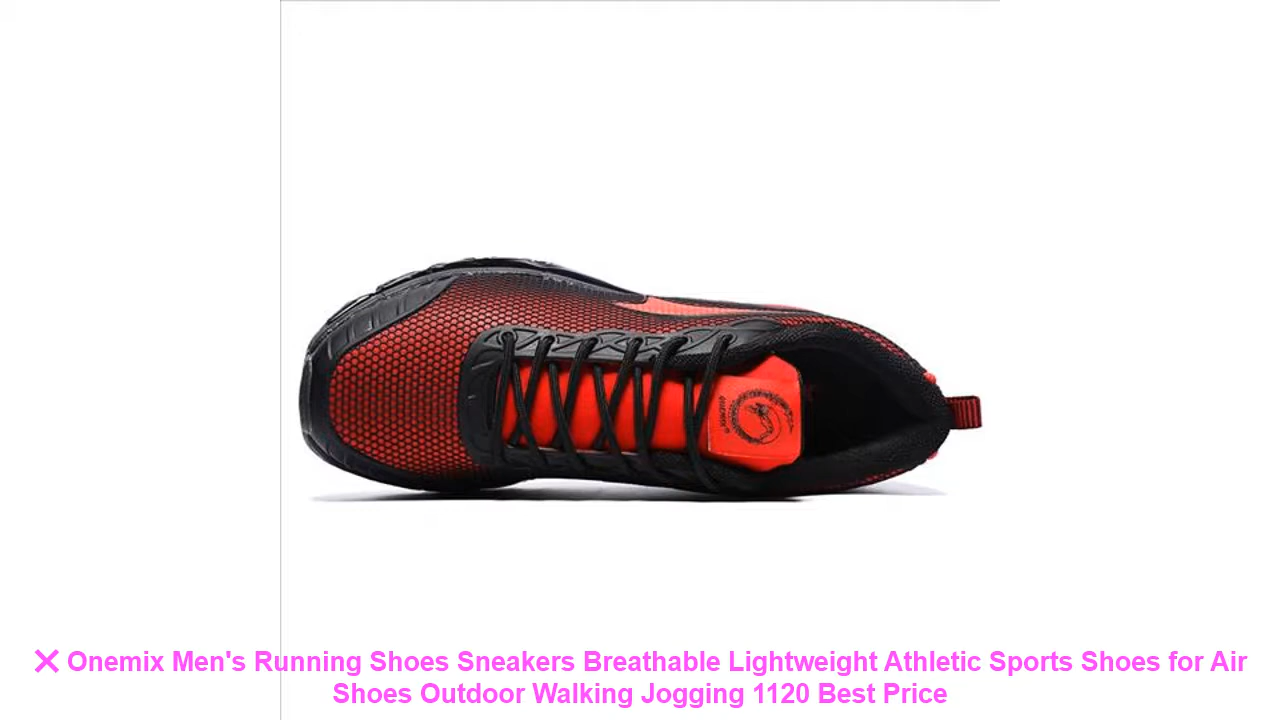 ONEMIX ®
❌ Onemix Men's Running Shoes Sneakers Breathable Lightweight Athletic Sports Shoes for Air
Shoes Outdoor Walking Jogging 1120 Best Price